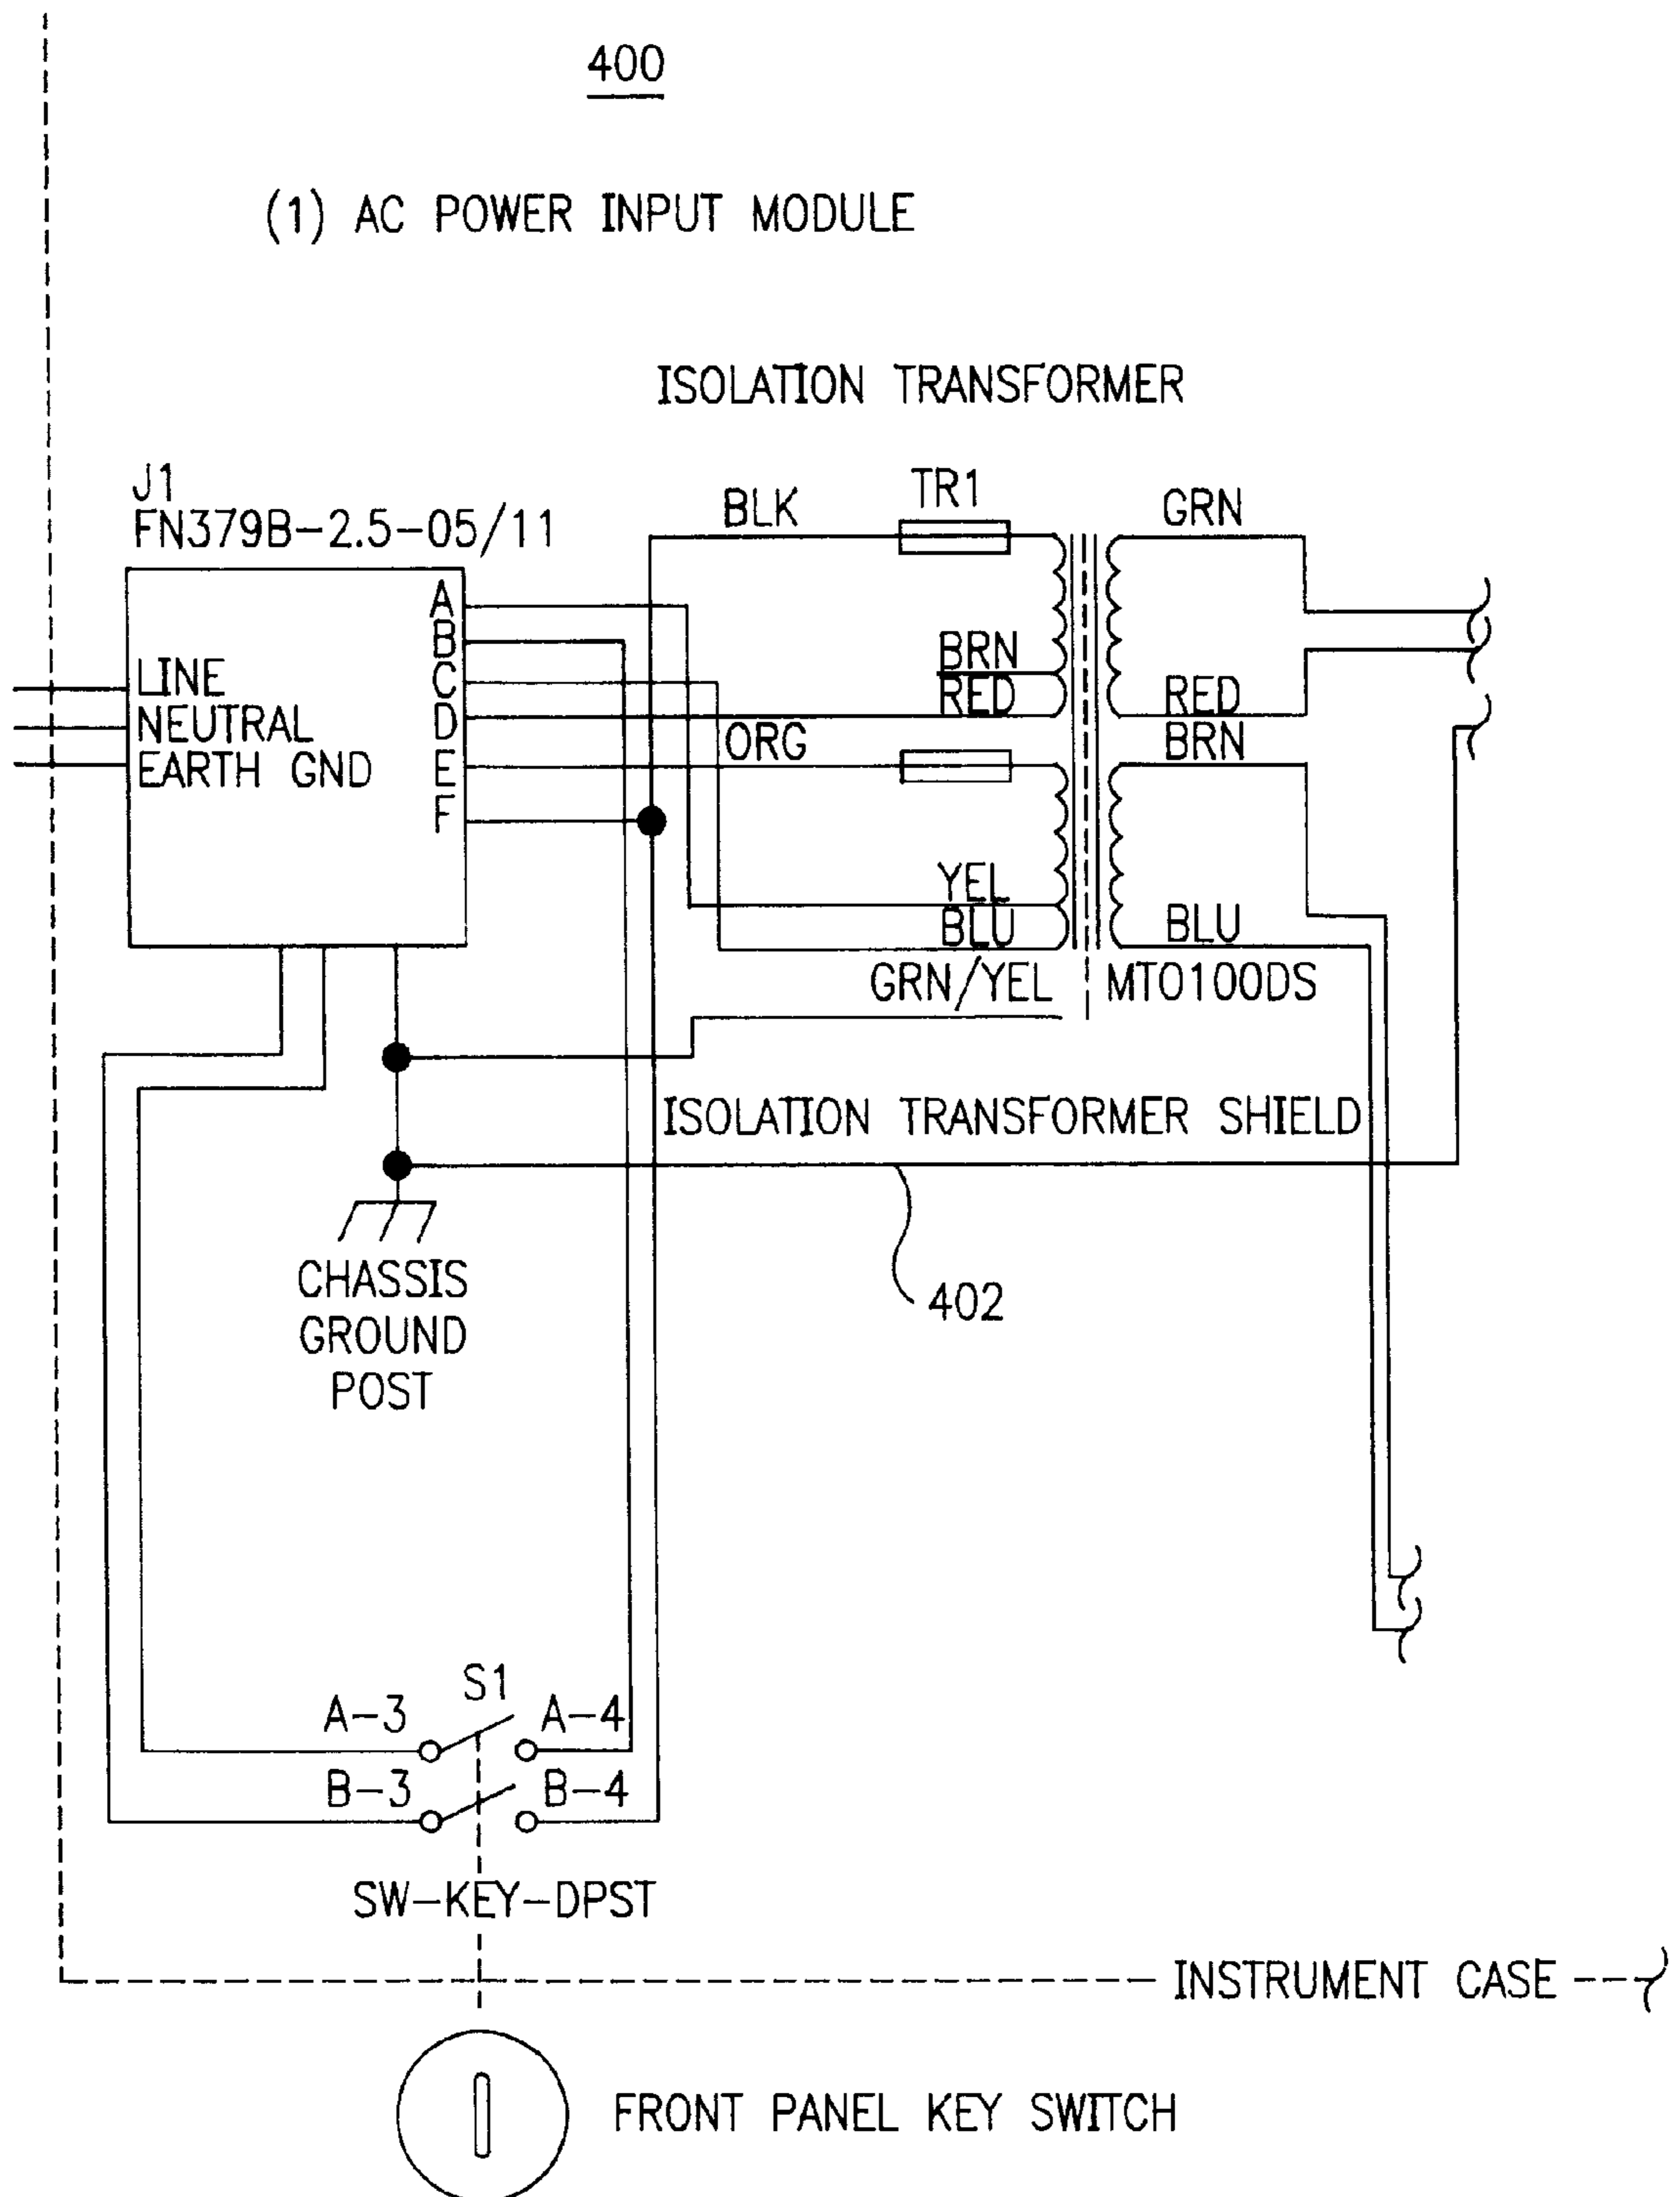 400
(1) AC POWER INPUT MODULE
ISOLATION TRANSFORMER
J1
FN379B-2.5-05/11
BLK
TR1
GRN
A
B
C
D
E
F
LINE
NEUTRAL
EARTH GND
BRN
RED
ORG
RED
BRN
YEL
BLU
BLU
GRN/YEL
MTO100DS
ISOLATION TRANSFORMER SHIELD
402
CHASSIS
GROUND
POST
S1
A-3
A-4
B-3
B-4
SW-KEY-DPST
INSTRUMENT CASE
FRONT PANEL KEY SWITCH